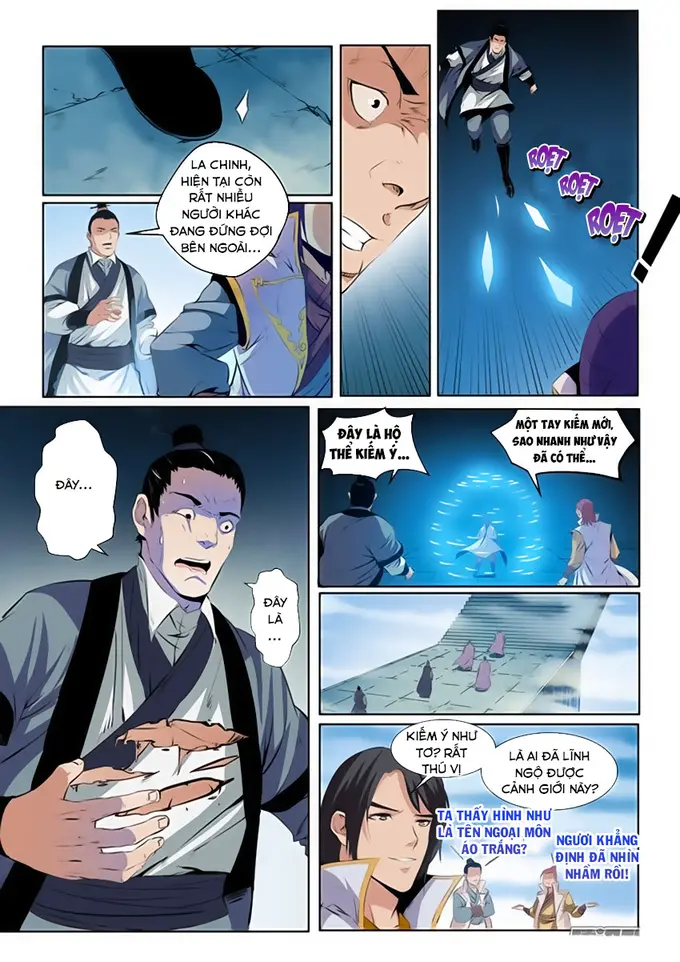 LA CHINH,
HIỆN TẠI CÒN
RẤT NHIỀU
NGƯỜI KHÁC
ĐANG ĐỨNG ĐỢI
BÊN NGOÀI...
RỌẸT
RỌẸT
RỌẸT
!
ĐÂY...
ĐÂY
LÀ
...
ĐÂY LÀ HỘ
THỂ KIẾM Ý...
MỘT TAY KIẾM MỚI,
SAO NHANH NHƯ VẬY
ĐÃ CÓ THỂ...
KIẾM Ý NHƯ
TƠ? RẤT
THÚ VỊ
LÀ AI ĐÃ LĨNH
NGỘ ĐƯỢC
CẢNH GIỚI NÀY?
TA THẤY HÌNH NHƯ
LÀ TÊN NGOẠI MÔN
ÁO TRẮNG?
NGƯƠI KHẲNG
ĐỊNH ĐÃ NHÌN
NHẦM RỒI!